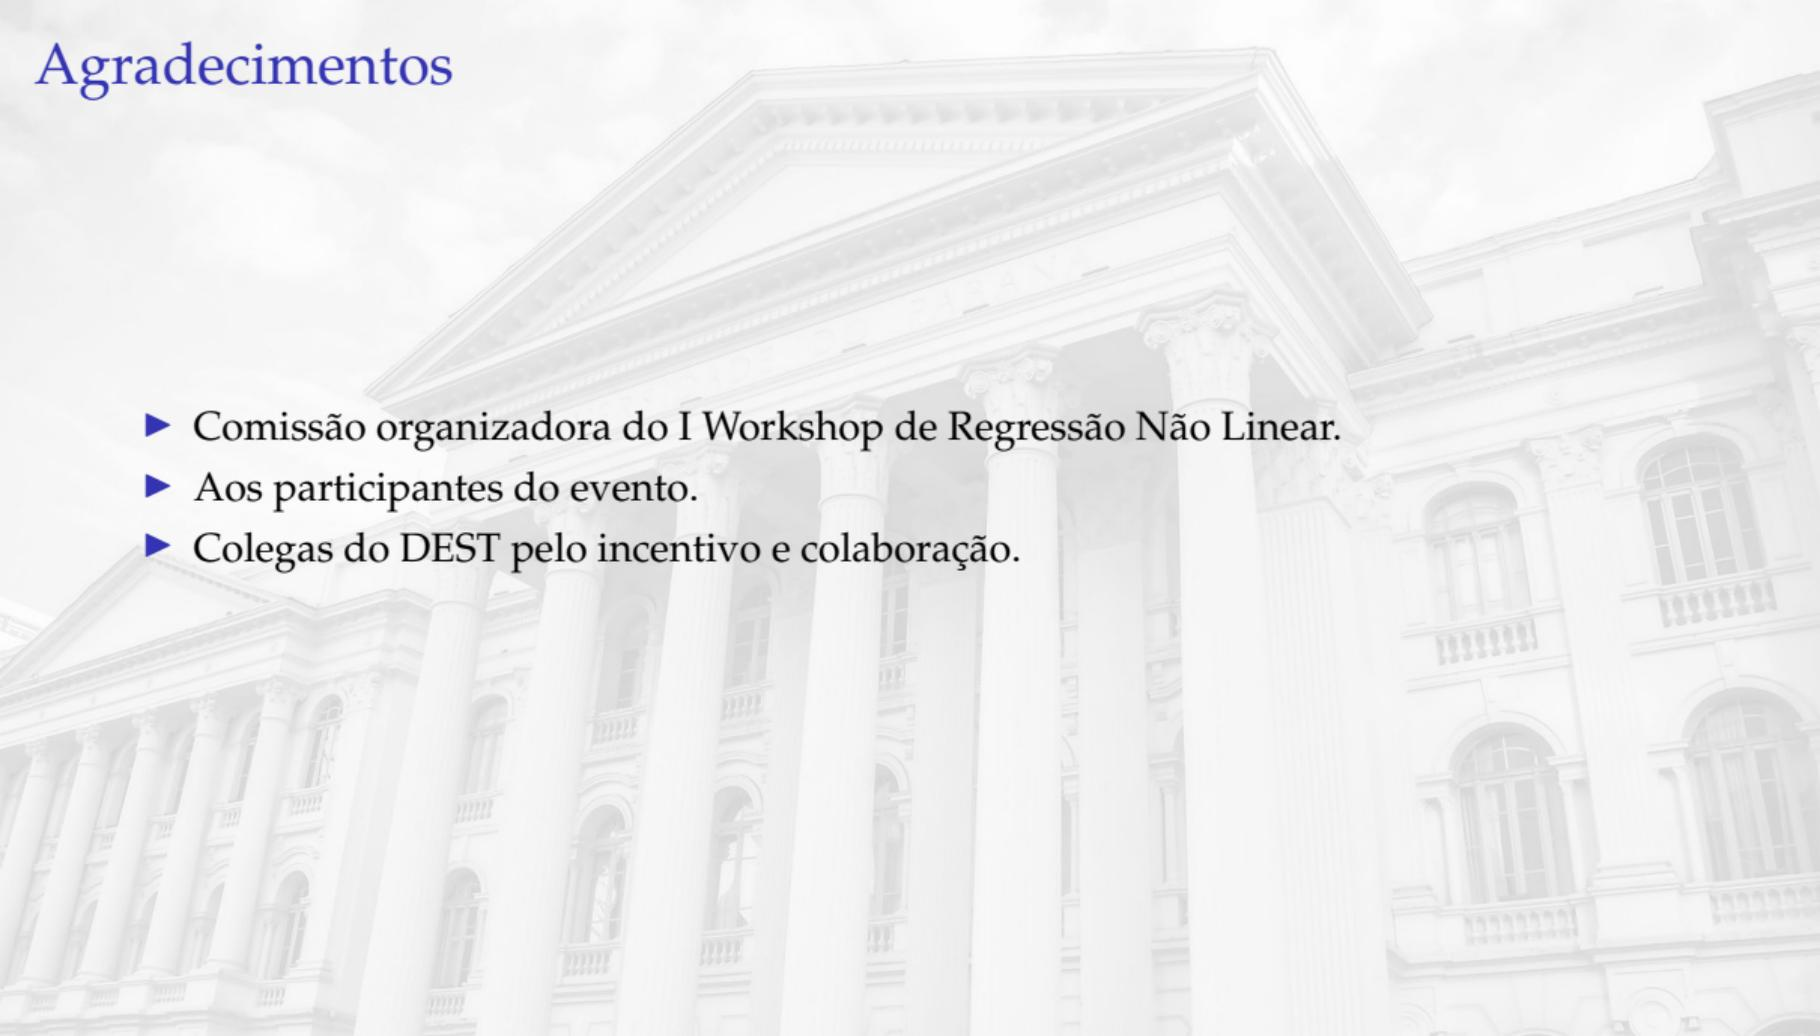 Agradecimentos
▶ Comissão organizadora do I Workshop de Regressão Não Linear.
▶ Aos participantes do evento.
▶ Colegas do DEST pelo incentivo e colaboração.